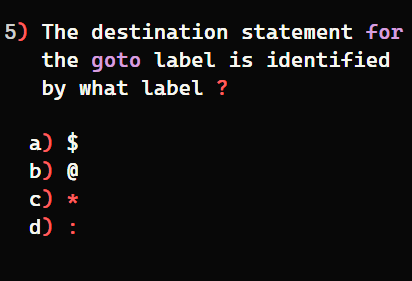 5) The destination statement for
the goto label is identified
by what label ?
a) $
b) @
c) *
d) :